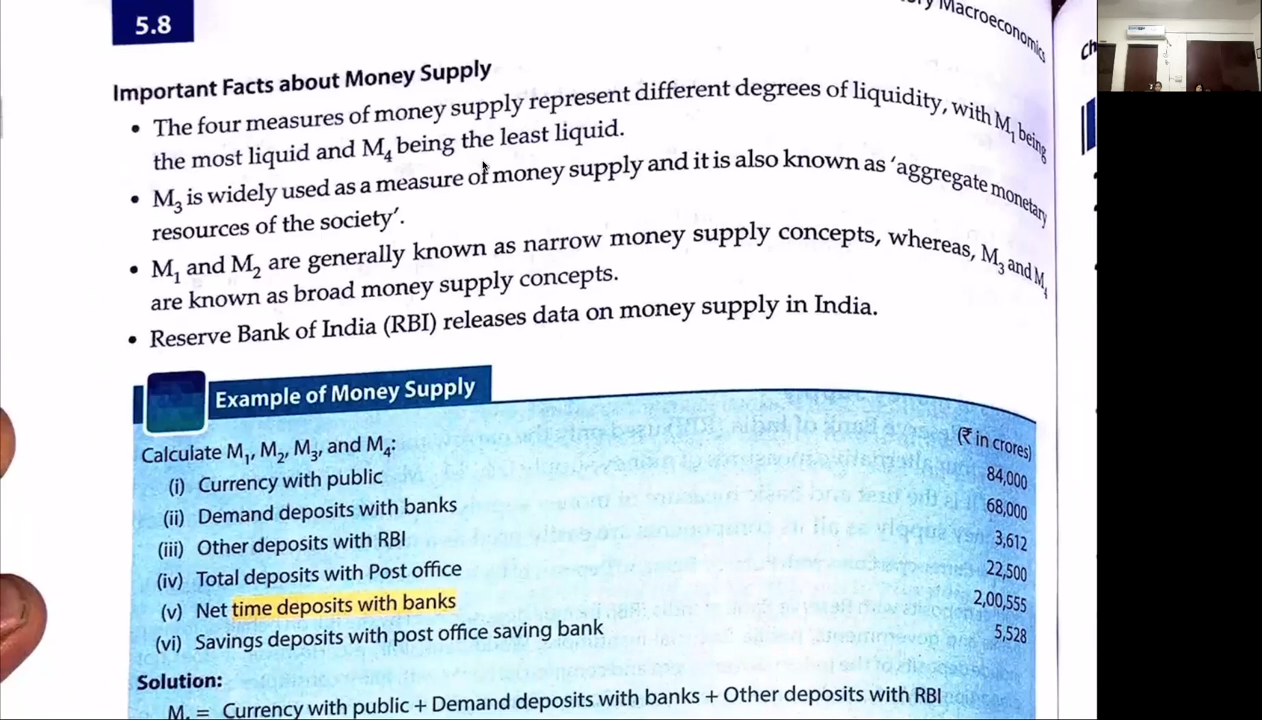 5.8
Macroeconomics
Important Facts about Money Supply
• The four measures of money supply represent different degrees of liquidity, with M₁ being
the most liquid and M₄ being the least liquid.
• M₃ is widely used as a measure of money supply and it is also known as 'aggregate monetary
resources of the society'.
• M₁ and M₂ are generally known as narrow money supply concepts, whereas, M₃ and M₄
are known as broad money supply concepts.
• Reserve Bank of India (RBI) releases data on money supply in India.
Example of Money Supply
(₹ in crores)
Calculate M₁, M₂, M₃, and M₄:
(i) Currency with public 84,000
(ii) Demand deposits with banks 68,000
(iii) Other deposits with RBI 3,612
(iv) Total deposits with Post office 22,500
(v) Net time deposits with banks 2,00,555
(vi) Savings deposits with post office saving bank 5,528
Solution:
M₁ = Currency with public + Demand deposits with banks + Other deposits with RBI